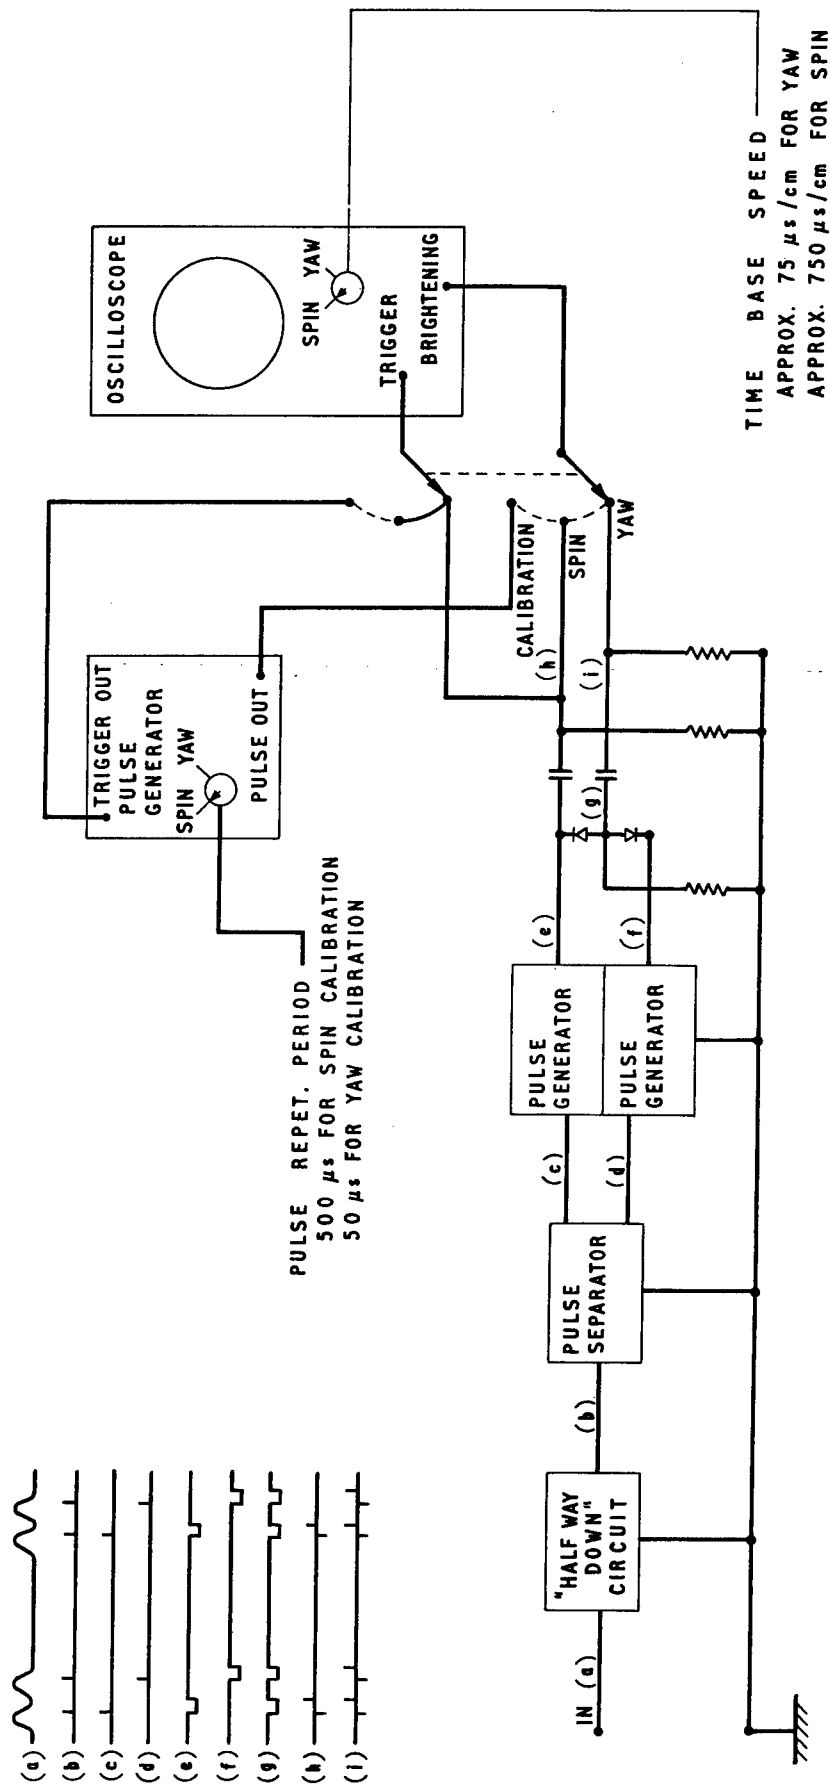 (a)
(b)
(c)
(d)
(e)
(f)
(g)
(h)
(i)
PULSE REPET. PERIOD
500 μs FOR SPIN CALIBRATION
50 μs FOR YAW CALIBRATION
TRIGGER OUT
PULSE
GENERATOR
SPIN YAW
PULSE OUT
OSCILLOSCOPE
SPIN YAW
TRIGGER
BRIGHTENING
CALIBRATION
SPIN
YAW
IN (a)
"HALF WAY
DOWN"
CIRCUIT
(b)
PULSE
SEPARATOR
(c)
(d)
PULSE
GENERATOR
PULSE
GENERATOR
(e)
(f)
(g)
(h)
(i)
TIME BASE SPEED
APPROX. 75 μs/cm FOR YAW
APPROX. 750 μs/cm FOR SPIN